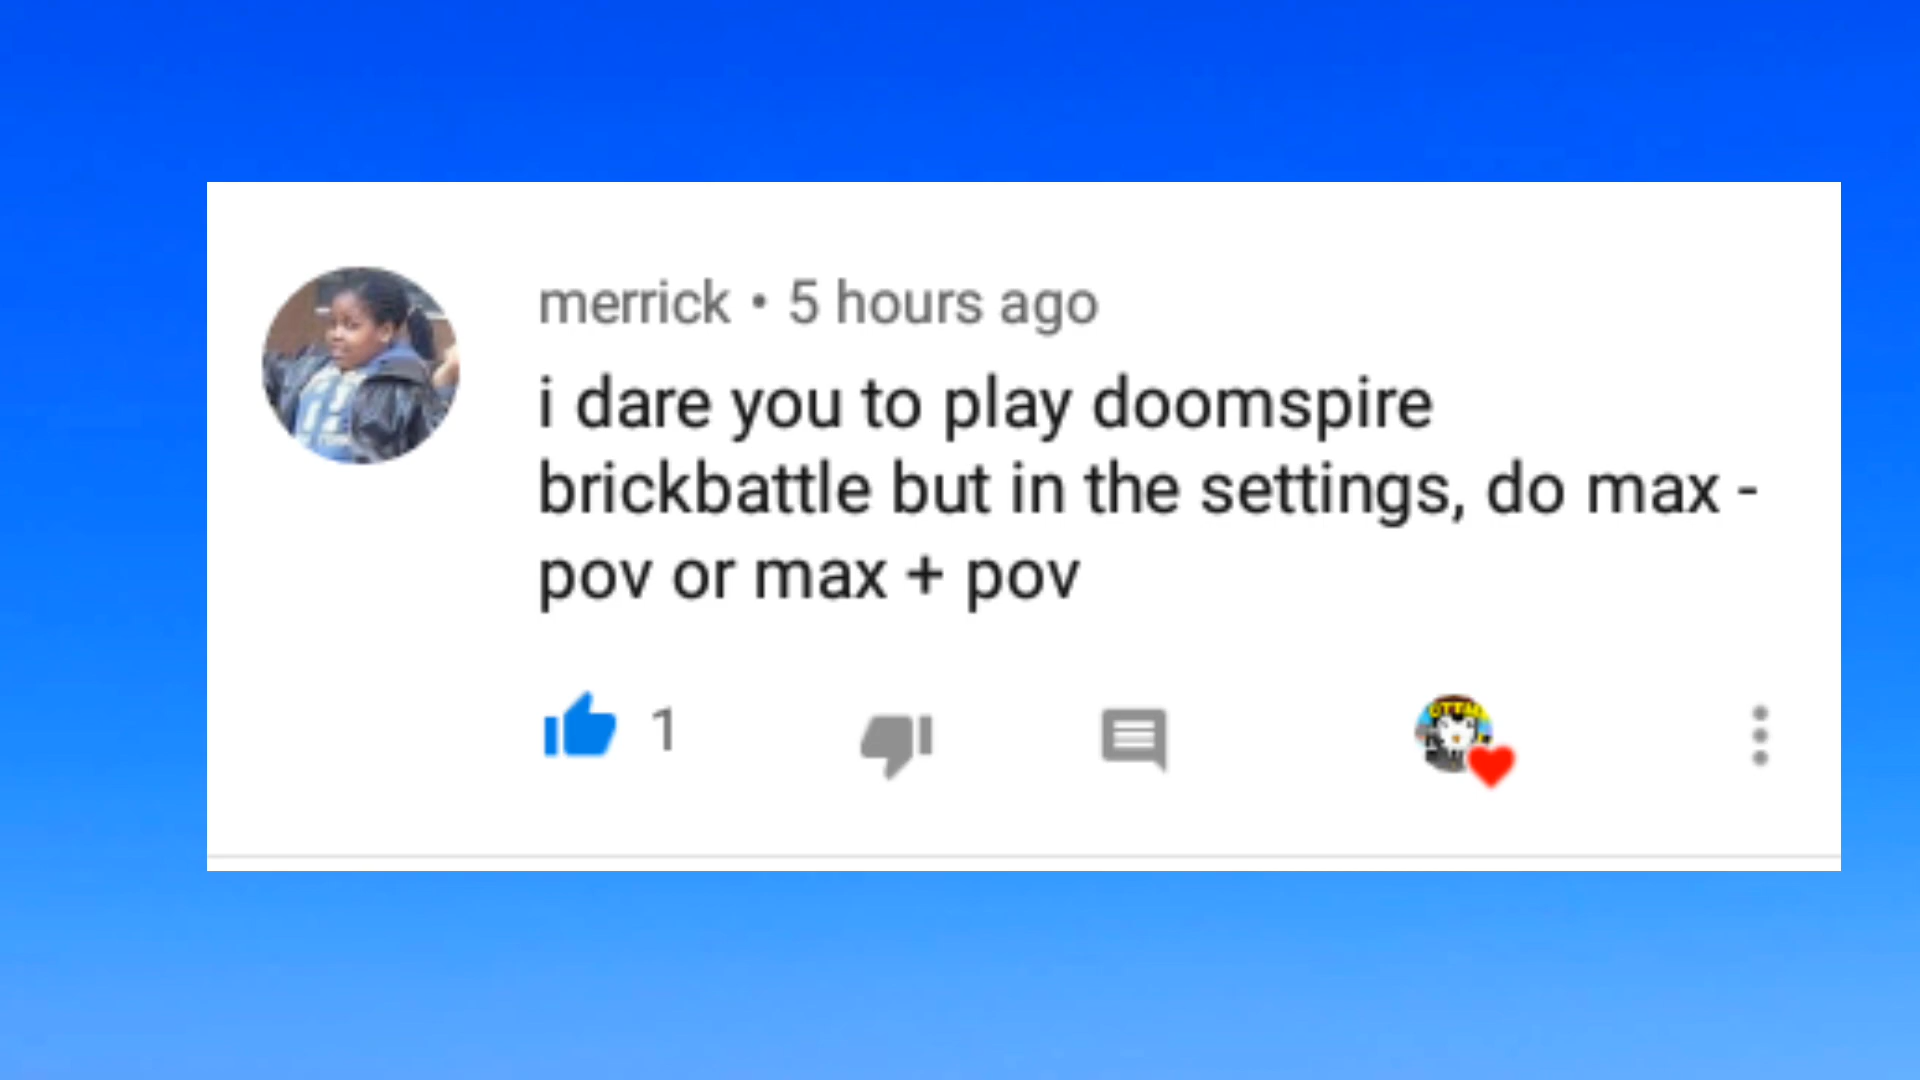 merrick • 5 hours ago
i dare you to play doomspire
brickbattle but in the settings, do max -
pov or max + pov
1